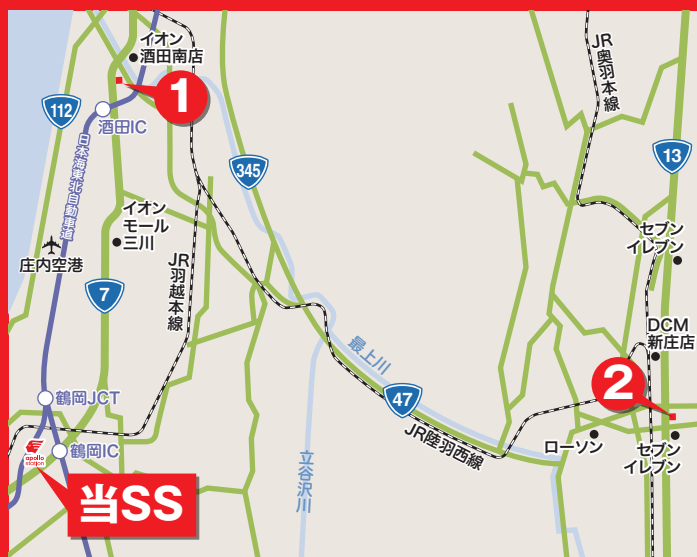 イオン
酒田南店
1
112
酒田IC
日本海東北自動車道
345
JR奥羽本線
13
イオン
モール
三川
庄内空港
7
JR羽越本線
セブン
イレブン
DCM
新庄店
最上川
2
47
JR陸羽西線
鶴岡JCT
鶴岡IC
apollo
station
立谷沢川
ローソン
セブン
イレブン
当SS